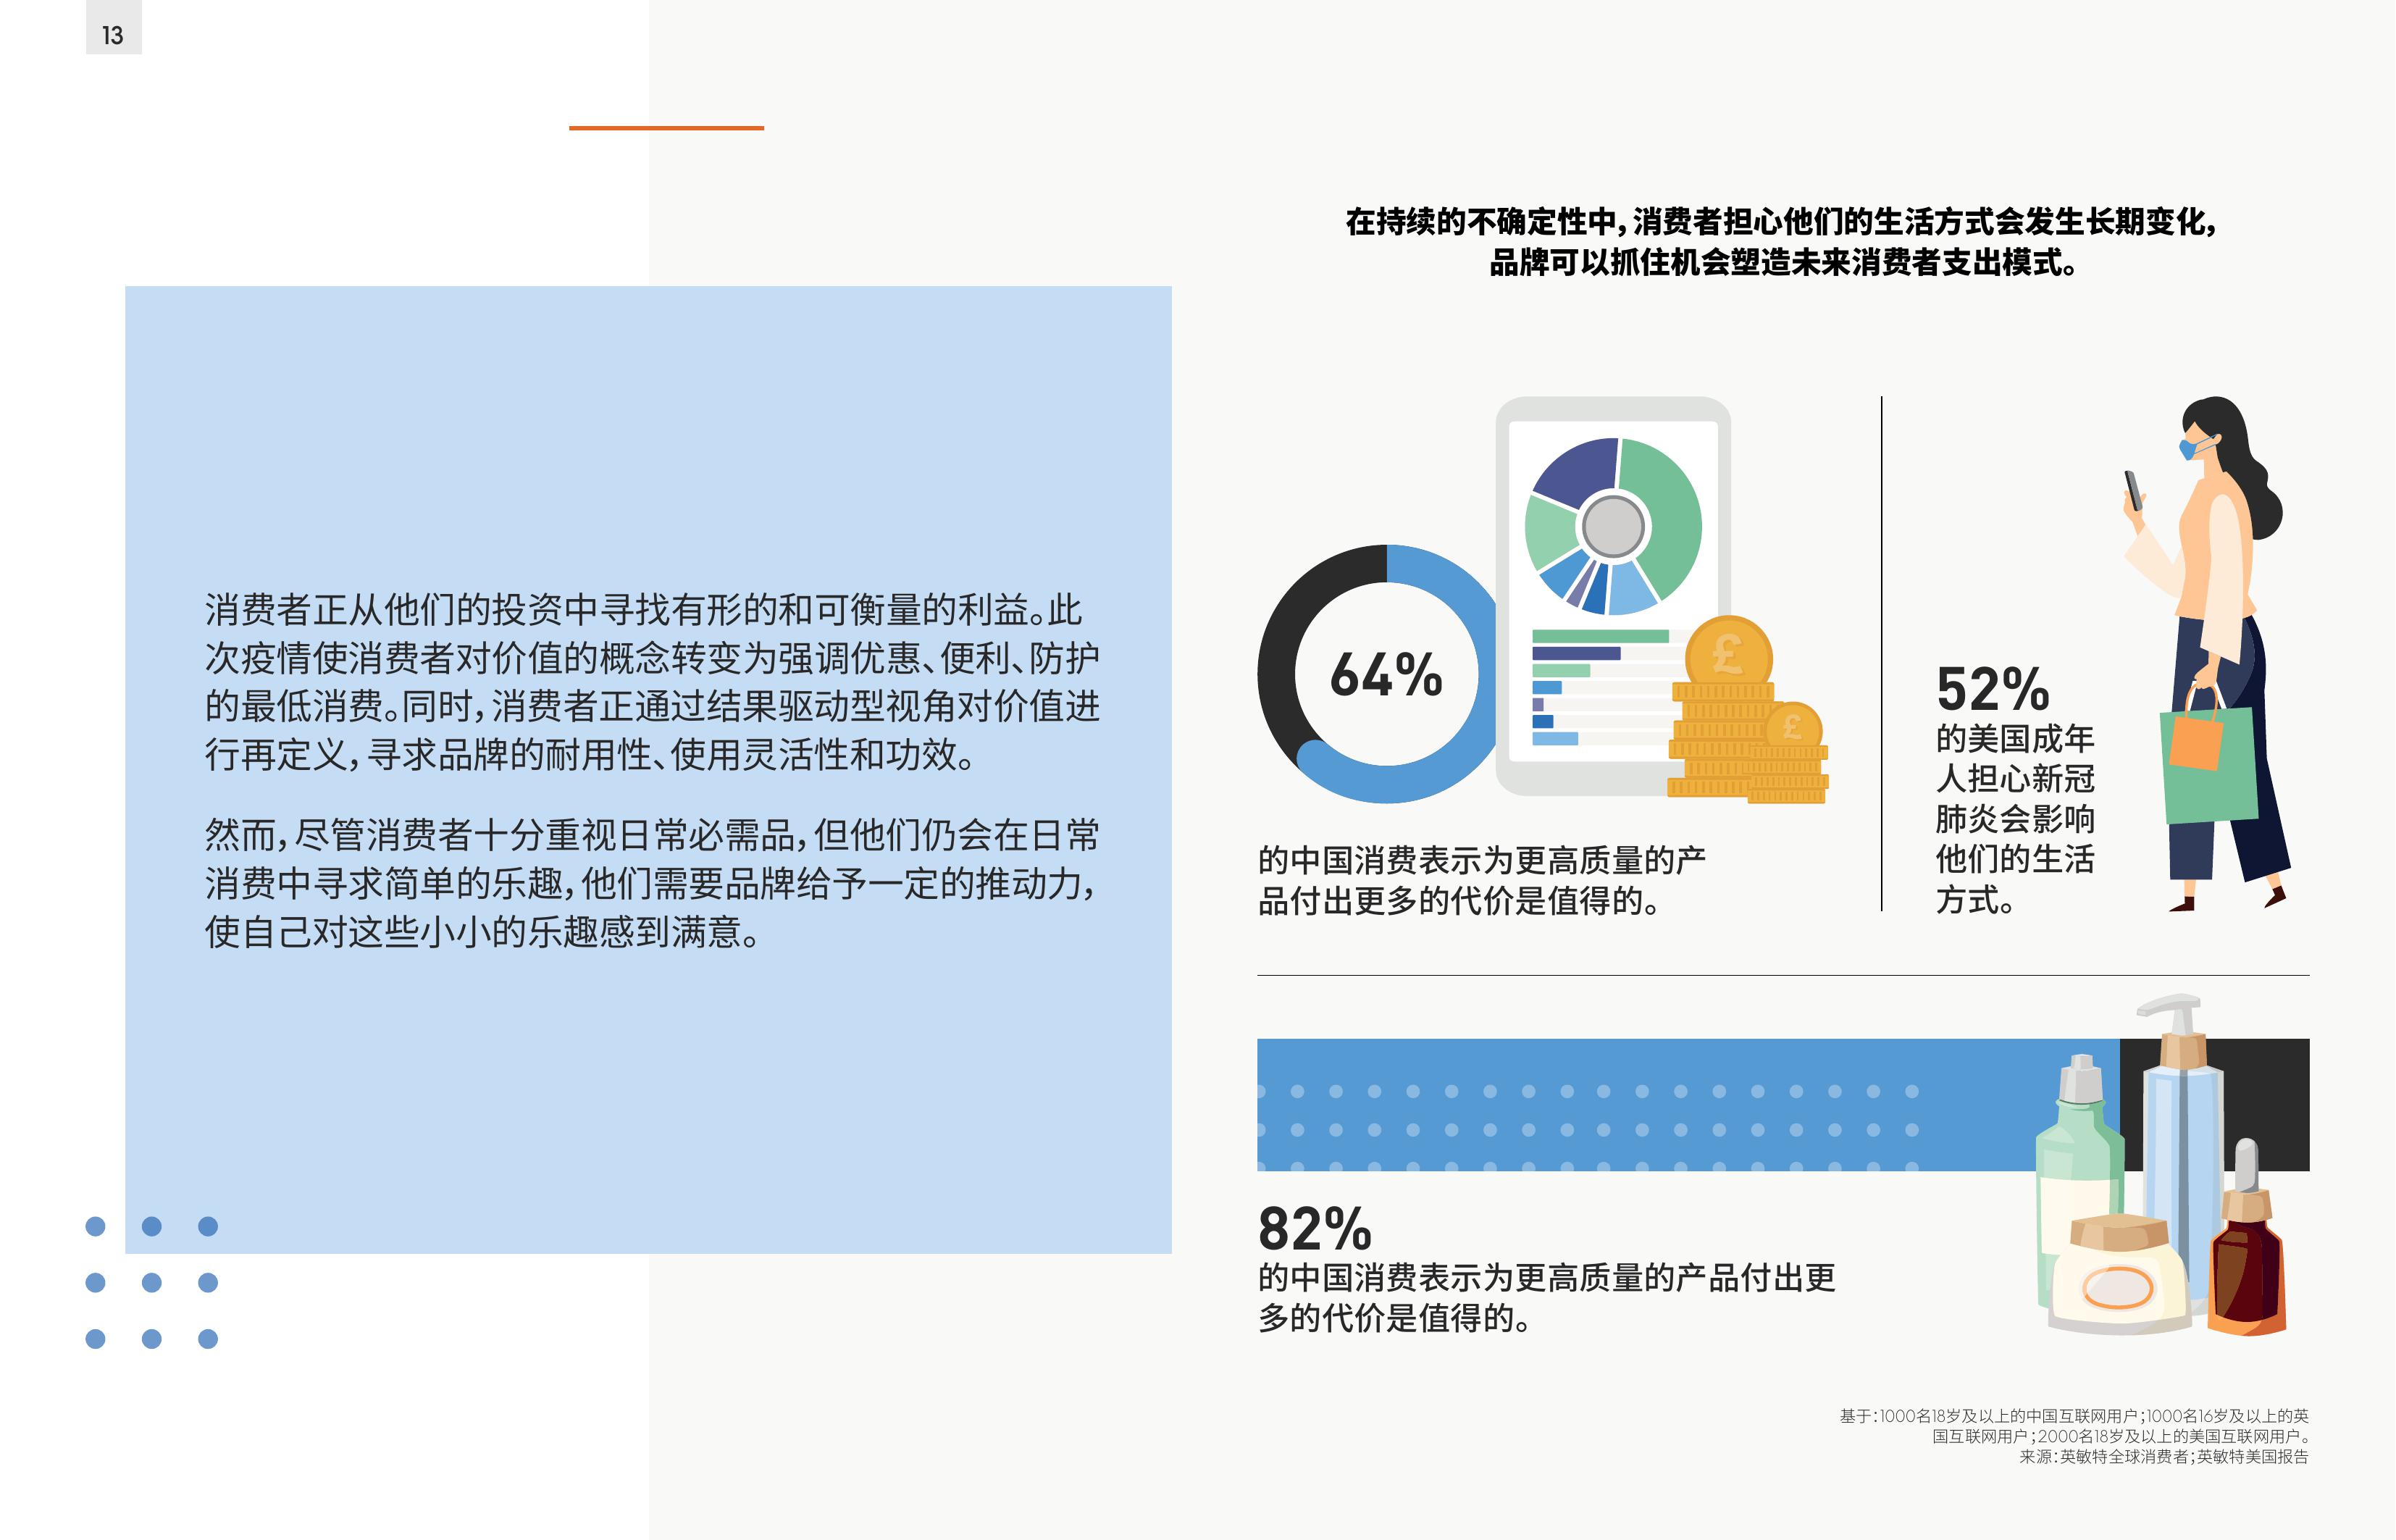 13
在持续的不确定性中，消费者担心他们的生活方式会发生长期变化，
品牌可以抓住机会塑造未来消费者支出模式。
消费者正从他们的投资中寻找有形的和可衡量的利益。此
次疫情使消费者对价值的概念转变为强调优惠、便利、防护
的最低消费。同时，消费者正通过结果驱动型视角对价值进
行再定义，寻求品牌的耐用性、使用灵活性和功效。
然而，尽管消费者十分重视日常必需品，但他们仍会在日常
消费中寻求简单的乐趣，他们需要品牌给予一定的推动力，
使自己对这些小小的乐趣感到满意。
64%
£
£
的中国消费表示为更高质量的产
品付出更多的代价是值得的。
52%
的美国成年
人担心新冠
肺炎会影响
他们的生活
方式。
82%
的中国消费表示为更高质量的产品付出更
多的代价是值得的。
基于：1000名18岁及以上的中国互联网用户；1000名16岁及以上的英
国互联网用户；2000名18岁及以上的美国互联网用户。
来源：英敏特全球消费者；英敏特美国报告